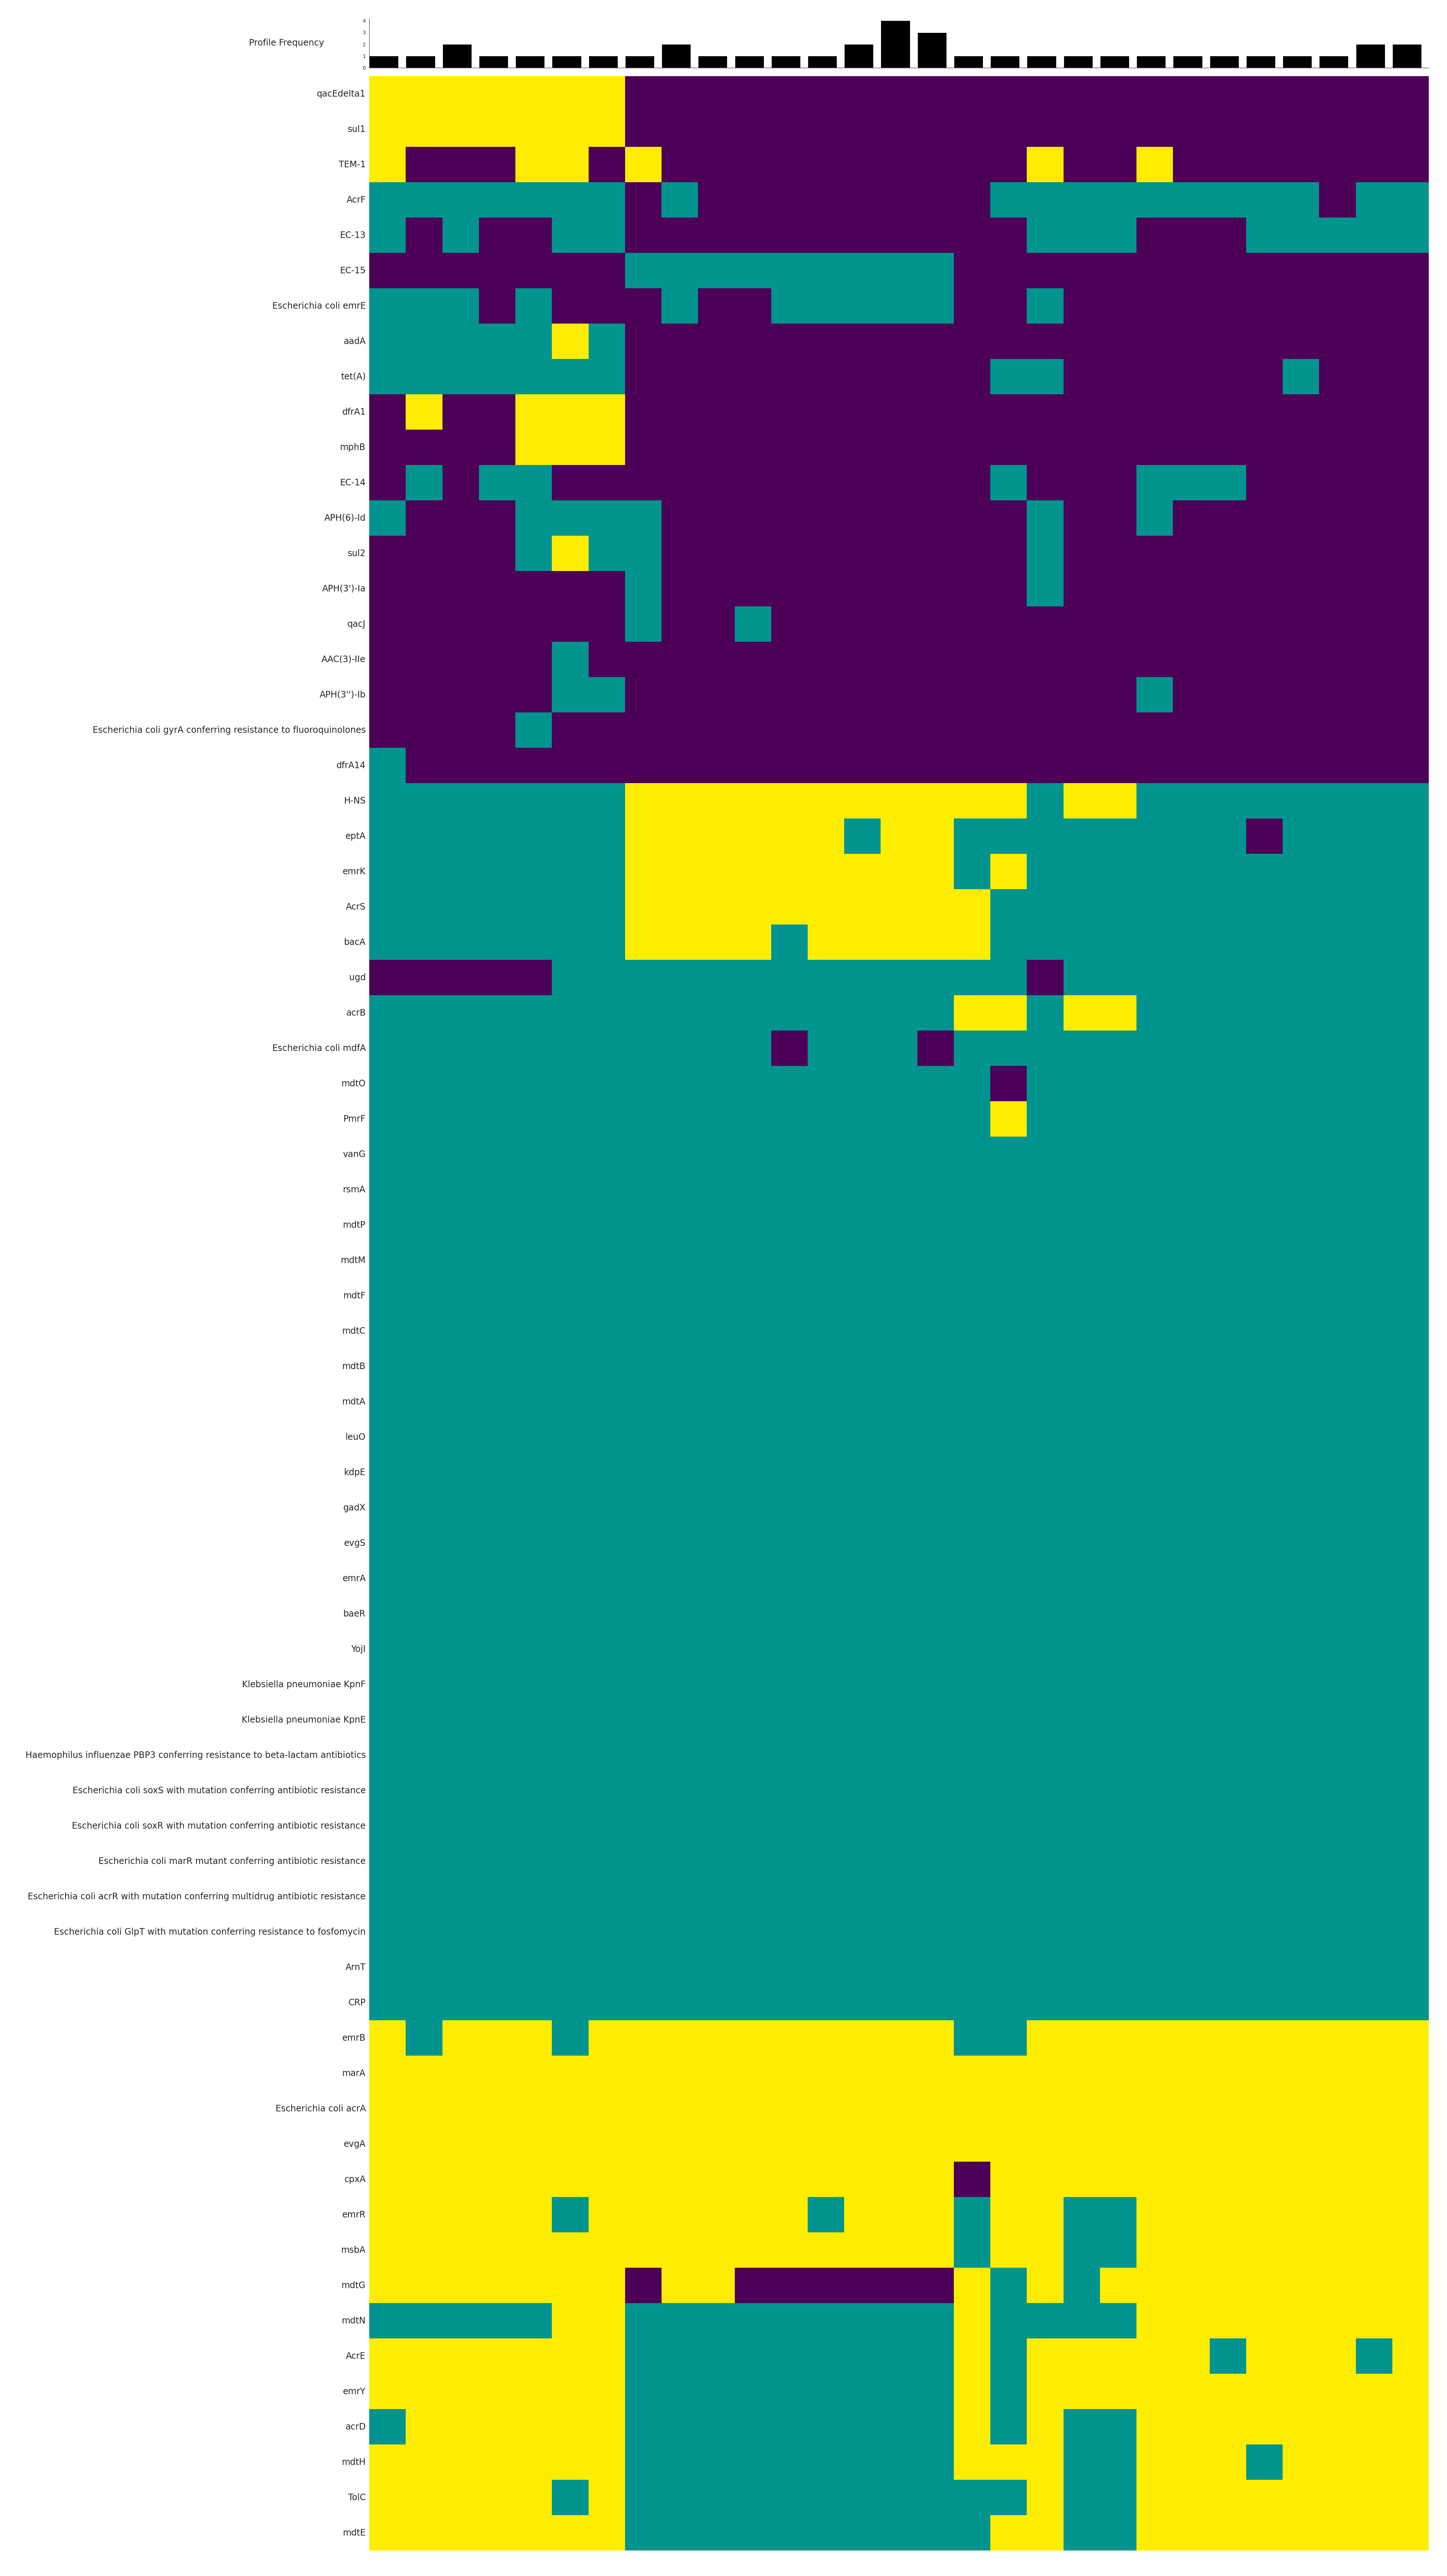 Profile Frequency
4
3
2
1
0
qacEdelta1
sul1
TEM-1
AcrF
EC-13
EC-15
Escherichia coli emrE
aadA
tet(A)
dfrA1
mphB
EC-14
APH(6)-Id
sul2
APH(3')-Ia
qacJ
AAC(3)-IIe
APH(3'')-Ib
Escherichia coli gyrA conferring resistance to fluoroquinolones
dfrA14
H-NS
eptA
emrK
AcrS
bacA
ugd
acrB
Escherichia coli mdfA
mdtO
PmrF
vanG
rsmA
mdtP
mdtM
mdtF
mdtC
mdtB
mdtA
leuO
kdpE
gadX
evgS
emrA
baeR
YojI
Klebsiella pneumoniae KpnF
Klebsiella pneumoniae KpnE
Haemophilus influenzae PBP3 conferring resistance to beta-lactam antibiotics
Escherichia coli soxS with mutation conferring antibiotic resistance
Escherichia coli soxR with mutation conferring antibiotic resistance
Escherichia coli marR mutant conferring antibiotic resistance
Escherichia coli acrR with mutation conferring multidrug antibiotic resistance
Escherichia coli GlpT with mutation conferring resistance to fosfomycin
ArnT
CRP
emrB
marA
Escherichia coli acrA
evgA
cpxA
emrR
msbA
mdtG
mdtN
AcrE
emrY
acrD
mdtH
TolC
mdtE